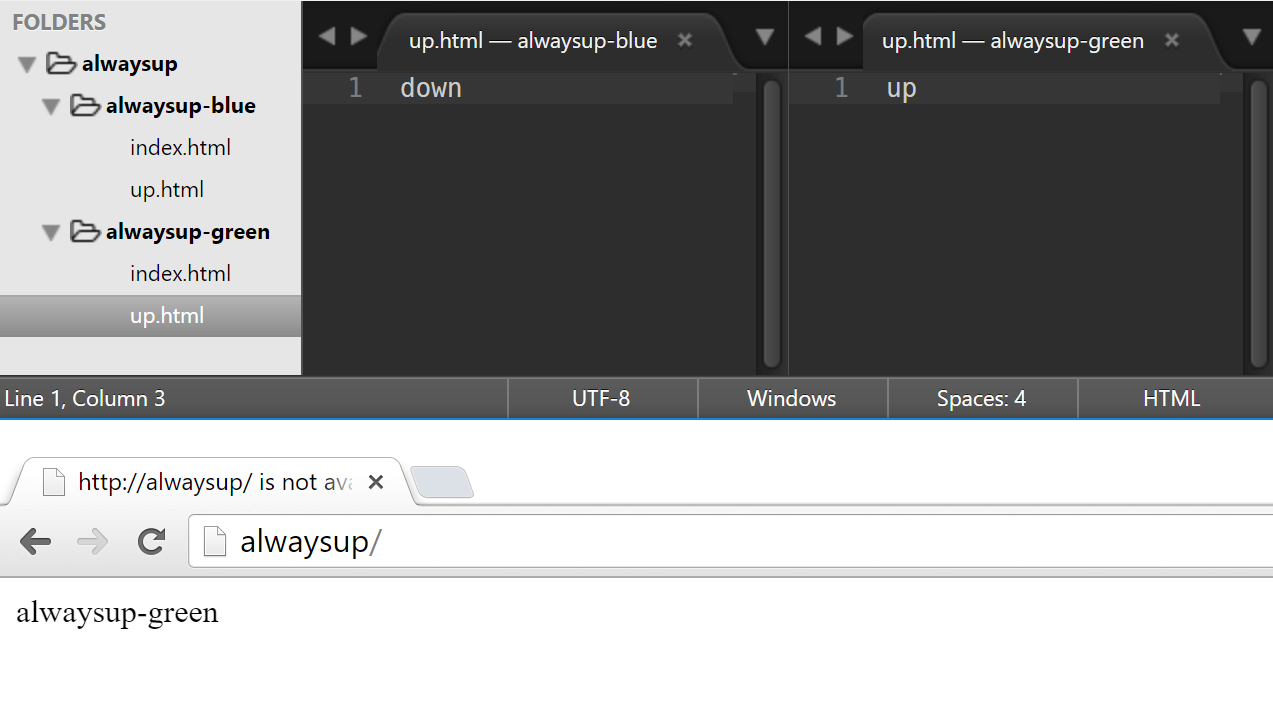 FOLDERS
alwaysup
alwaysup-blue
index.html
up.html
alwaysup-green
index.html
up.html
up.html — alwaysup-blue
1 down
up.html — alwaysup-green
1 up
Line 1, Column 3
UTF-8
Windows
Spaces: 4
HTML
http://alwaysup/ is not ava
alwaysup/
alwaysup-green